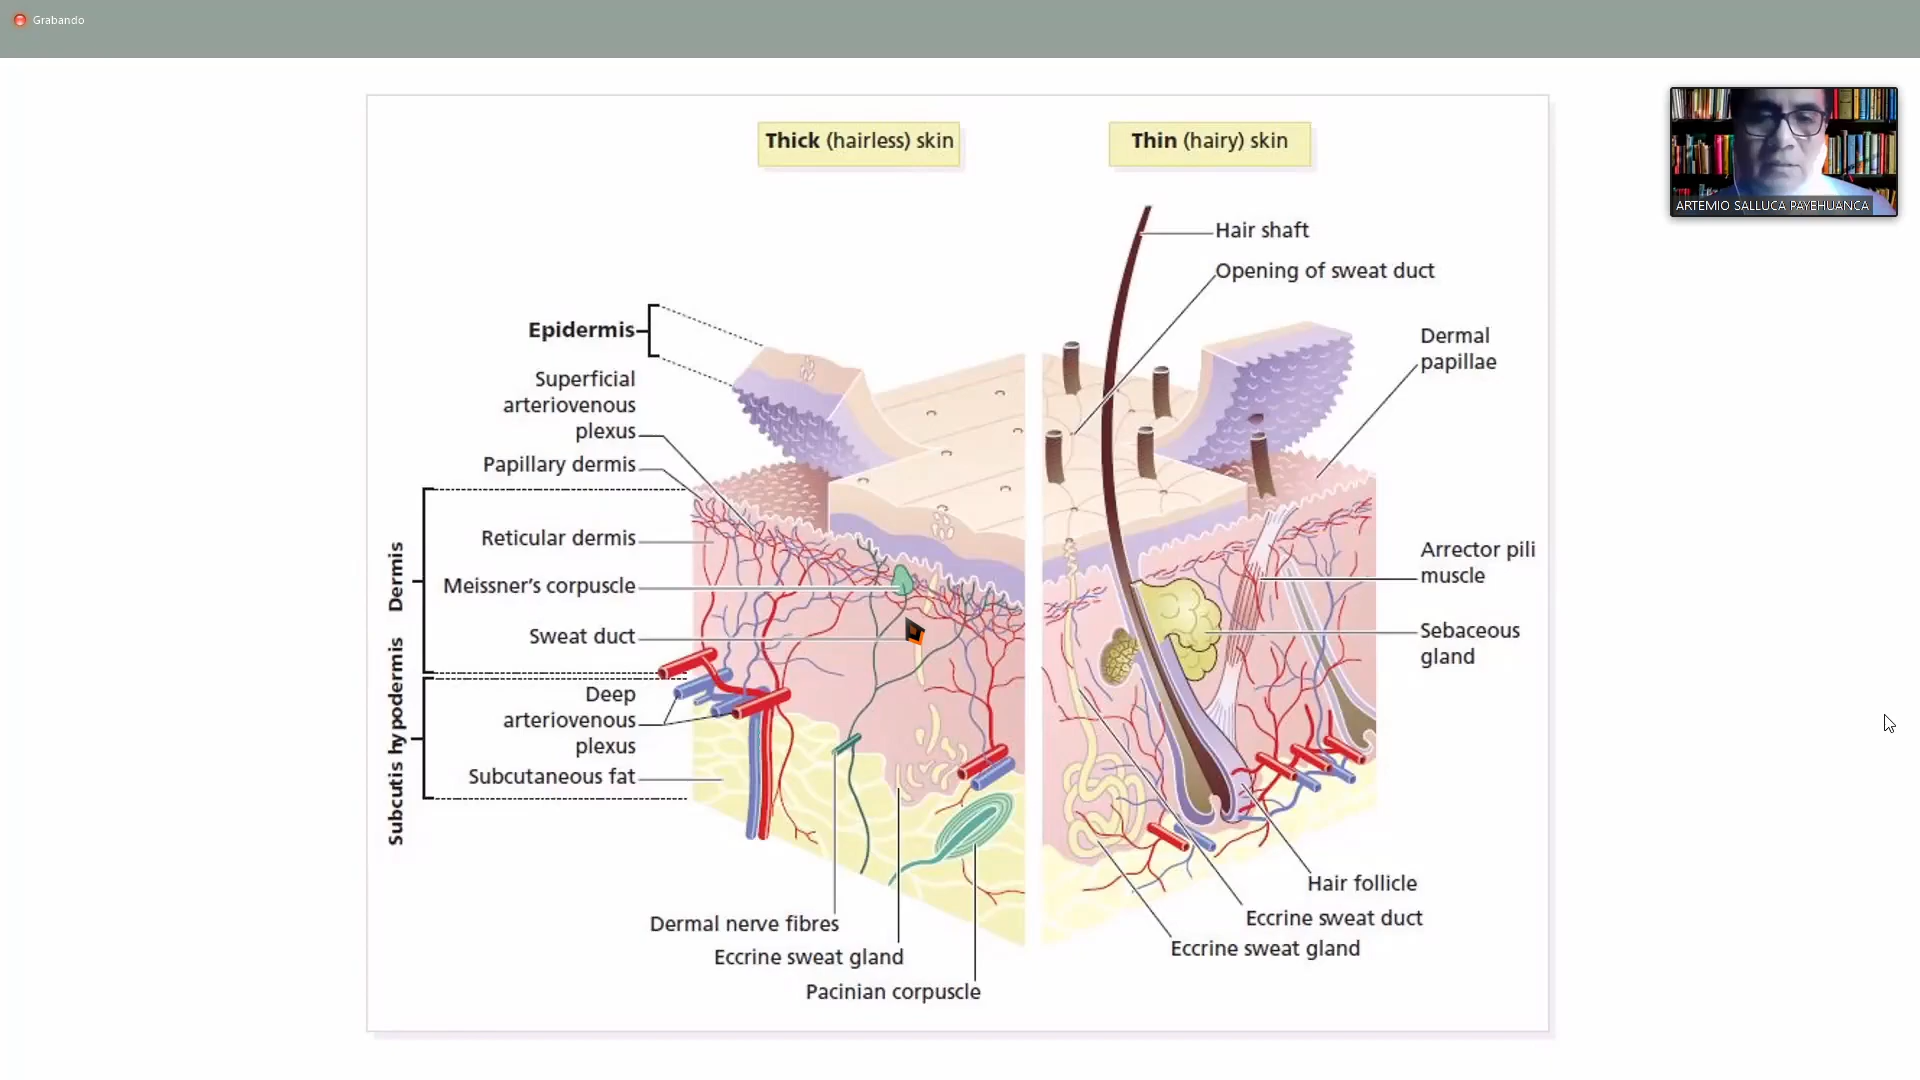 Grabando
Thick (hairless) skin
Thin (hairy) skin
ARTEMIO SALLUCA PAYEHUANCA
Hair shaft
Opening of sweat duct
Epidermis
Dermal
papillae
Superficial
arteriovenous
plexus
Papillary dermis
Reticular dermis
Meissner's corpuscle
Sweat duct
Dermis
Arrector pili
muscle
Sebaceous
gland
Deep
arteriovenous
plexus
Subcutaneous fat
Subcutis hypodermis
Hair follicle
Eccrine sweat duct
Eccrine sweat gland
Dermal nerve fibres
Eccrine sweat gland
Pacinian corpuscle